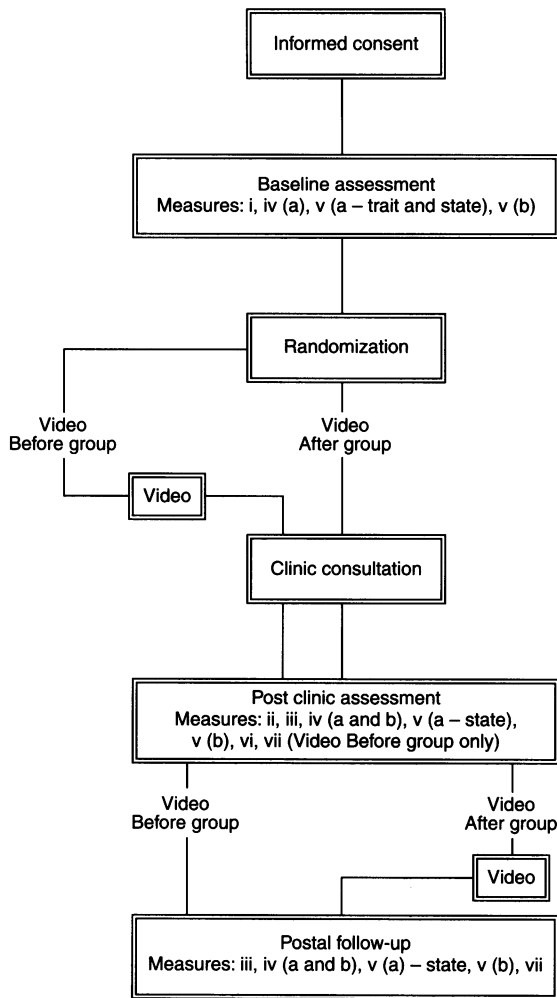 Informed consent
Baseline assessment
Measures: i, iv (a), v (a – trait and state), v (b)
Randomization
Video
Before group
Video
After group
Video
Clinic consultation
Post clinic assessment
Measures: ii, iii, iv (a and b), v (a – state),
v (b), vi, vii (Video Before group only)
Video
Before group
Video
After group
Video
Postal follow-up
Measures: iii, iv (a and b), v (a) – state, v (b), vii